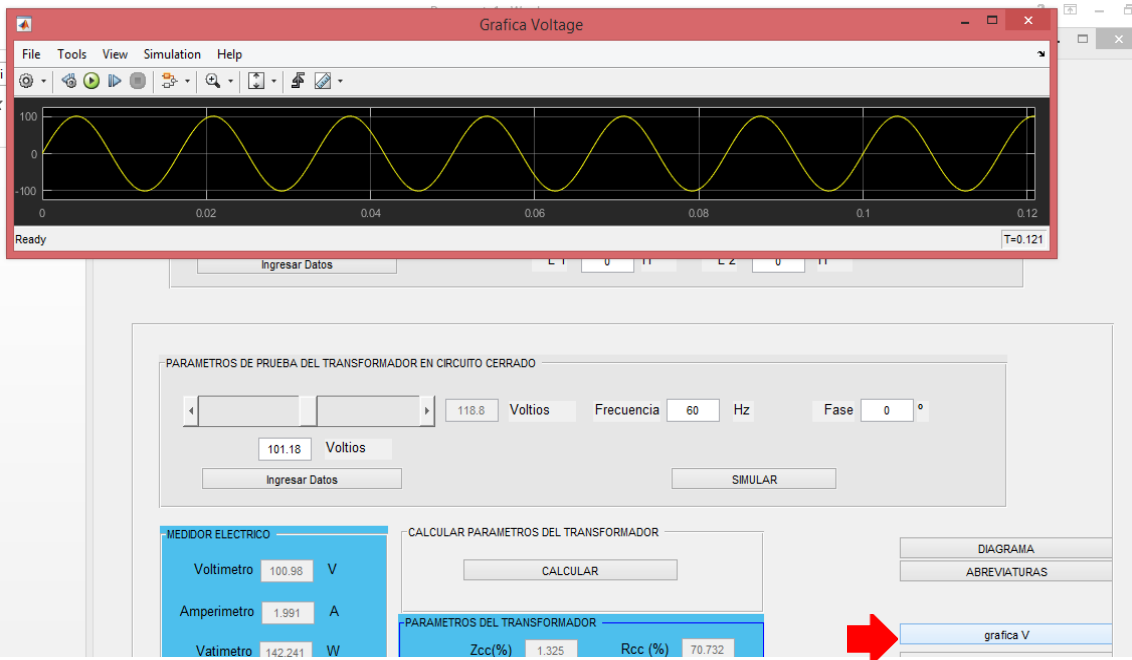 Grafica Voltage
File Tools View Simulation Help
100
0
-100
0 0.02 0.04 0.06 0.08 0.1 0.12
Ready T=0.121
Ingresar Datos
PARAMETROS DE PRUEBA DEL TRANSFORMADOR EN CIRCUITO CERRADO
118.8 Voltios Frecuencia 60 Hz Fase 0 º
101.18 Voltios
Ingresar Datos SIMULAR
MEDIDOR ELECTRICO CALCULAR PARAMETROS DEL TRANSFORMADOR
DIAGRAMA
Voltimetro 100.98 V CALCULAR ABREVIATURAS
Amperimetro 1.991 A
PARAMETROS DEL TRANSFORMADOR
grafica V
Vatimetro 142.241 W Zcc(%) 1.325 Rcc (%) 70.732